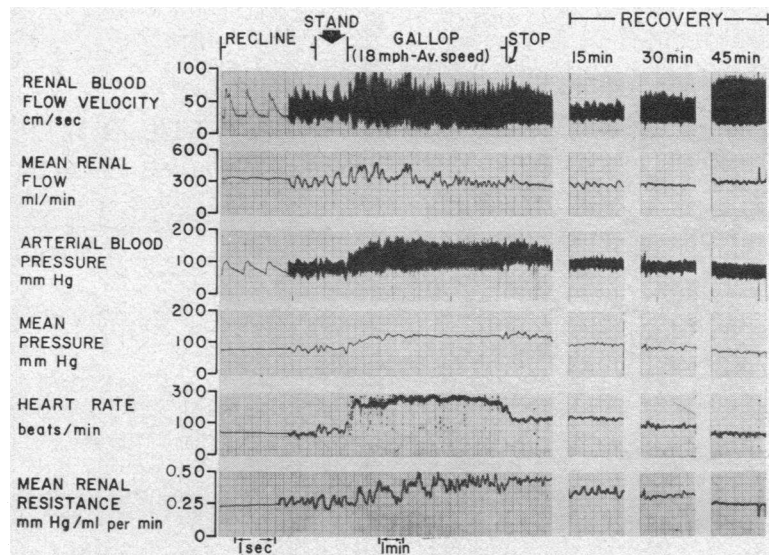 STAND
RECOVERY
RECLINE
GALLOP
STOP
(18 mph-Av. speed)
15 min
30 min
45 min
RENAL BLOOD
FLOW VELOCITY
cm/sec
100
50
0
MEAN RENAL
FLOW
ml/min
600
300
0
ARTERIAL BLOOD
PRESSURE
mm Hg
200
100
0
MEAN
PRESSURE
mm Hg
200
100
0
HEART RATE
beats/min
300
100
0
MEAN RENAL
RESISTANCE
mm Hg/ml per min
0.50
0.25
0
1 sec
1 min